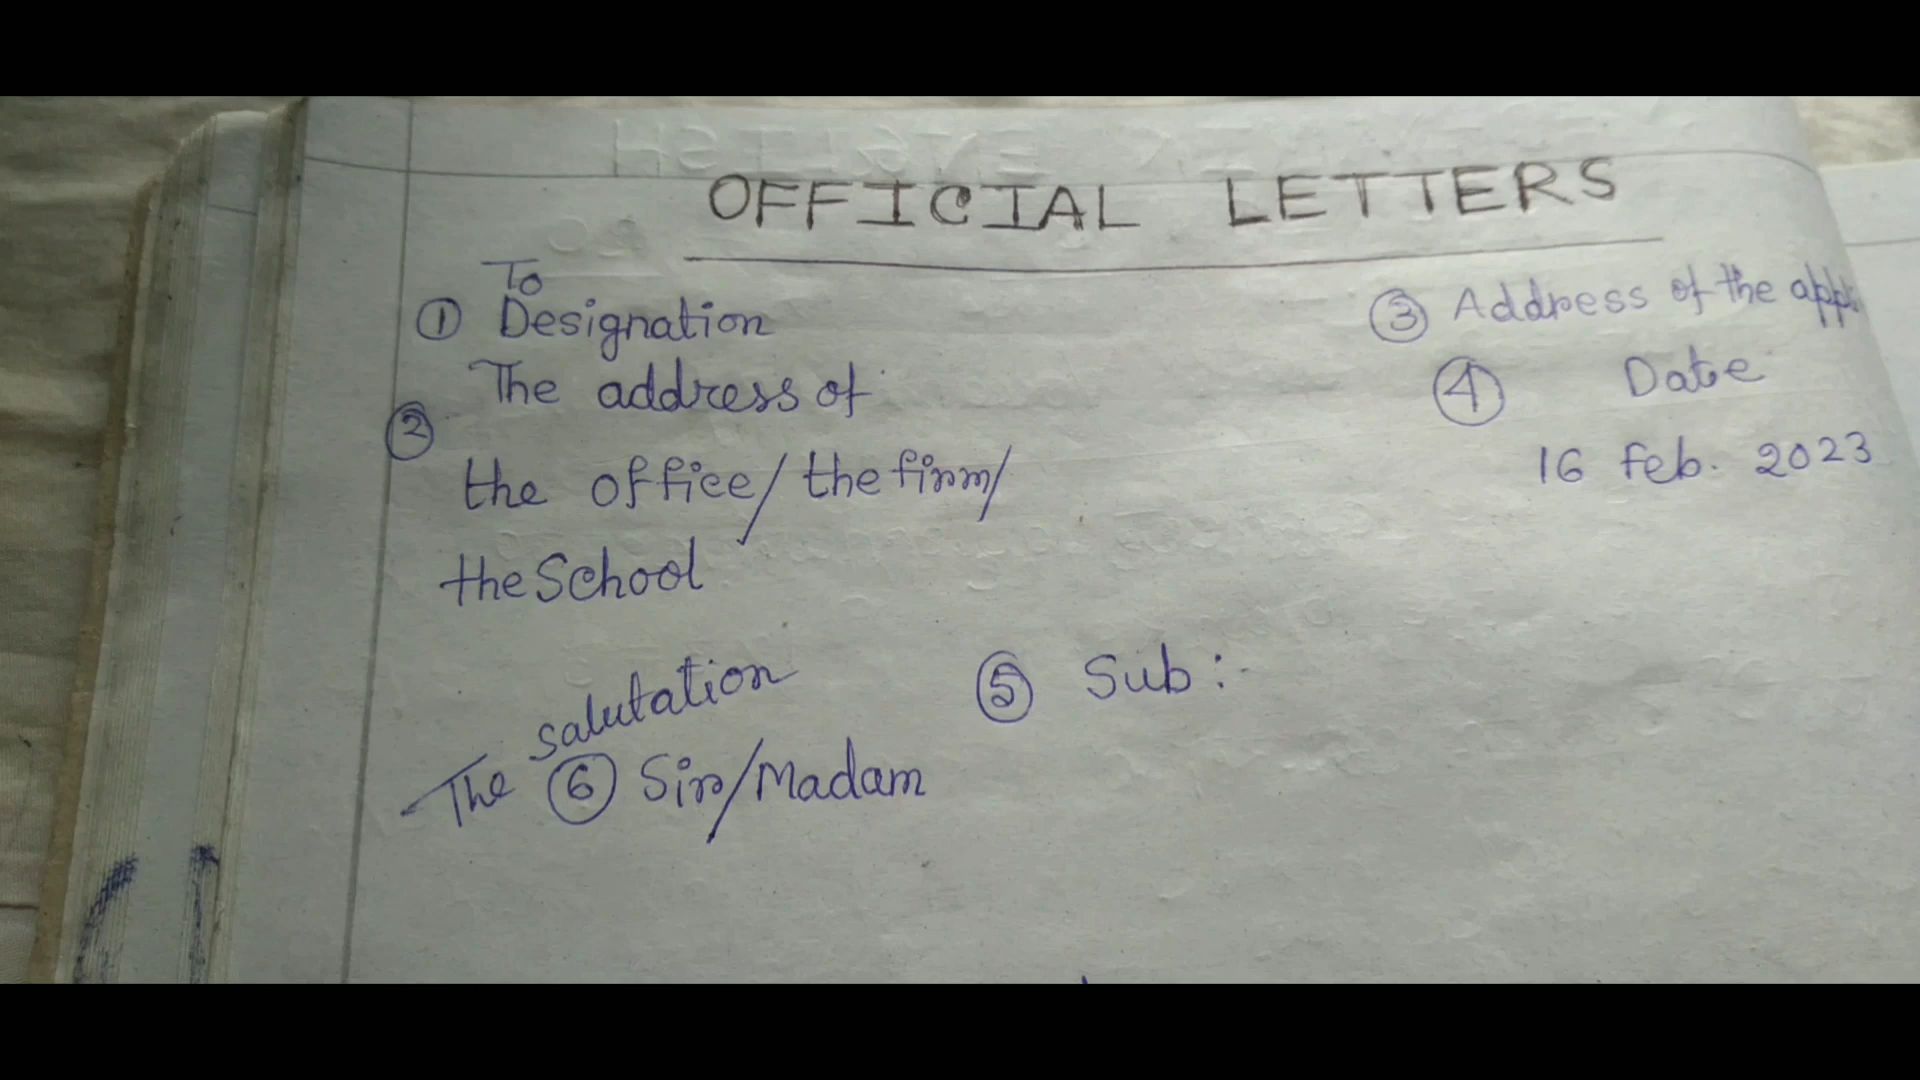 OFFICIAL LETTERS
To
① Designation
The address of
②
the office/ the firm/
the School
③ Address of the
④ Date
16 Feb. 2023
⑤ Sub :-
The salutation
⑥ Sir/Madam